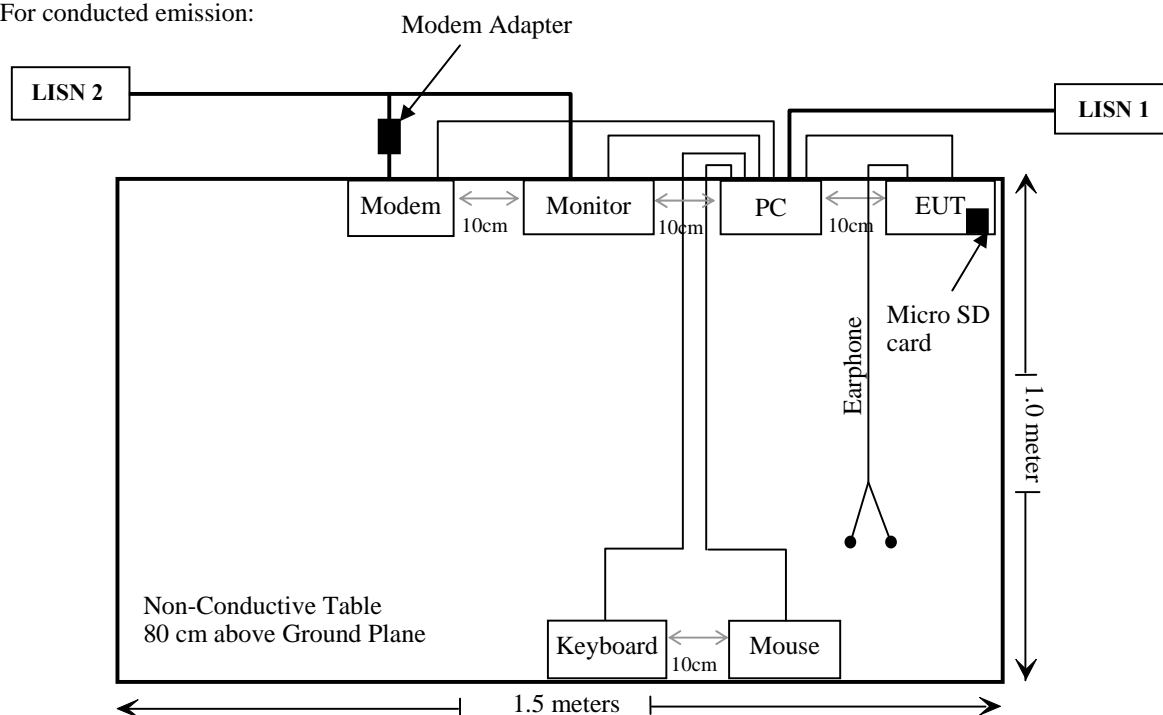 For conducted emission:
Modem Adapter
LISN 2
LISN 1
Modem
Monitor
PC
EUT
10cm
10cm
10cm
Micro SD
card
Earphone
1.0 meter
Non-Conductive Table
80 cm above Ground Plane
Keyboard
Mouse
10cm
1.5 meters